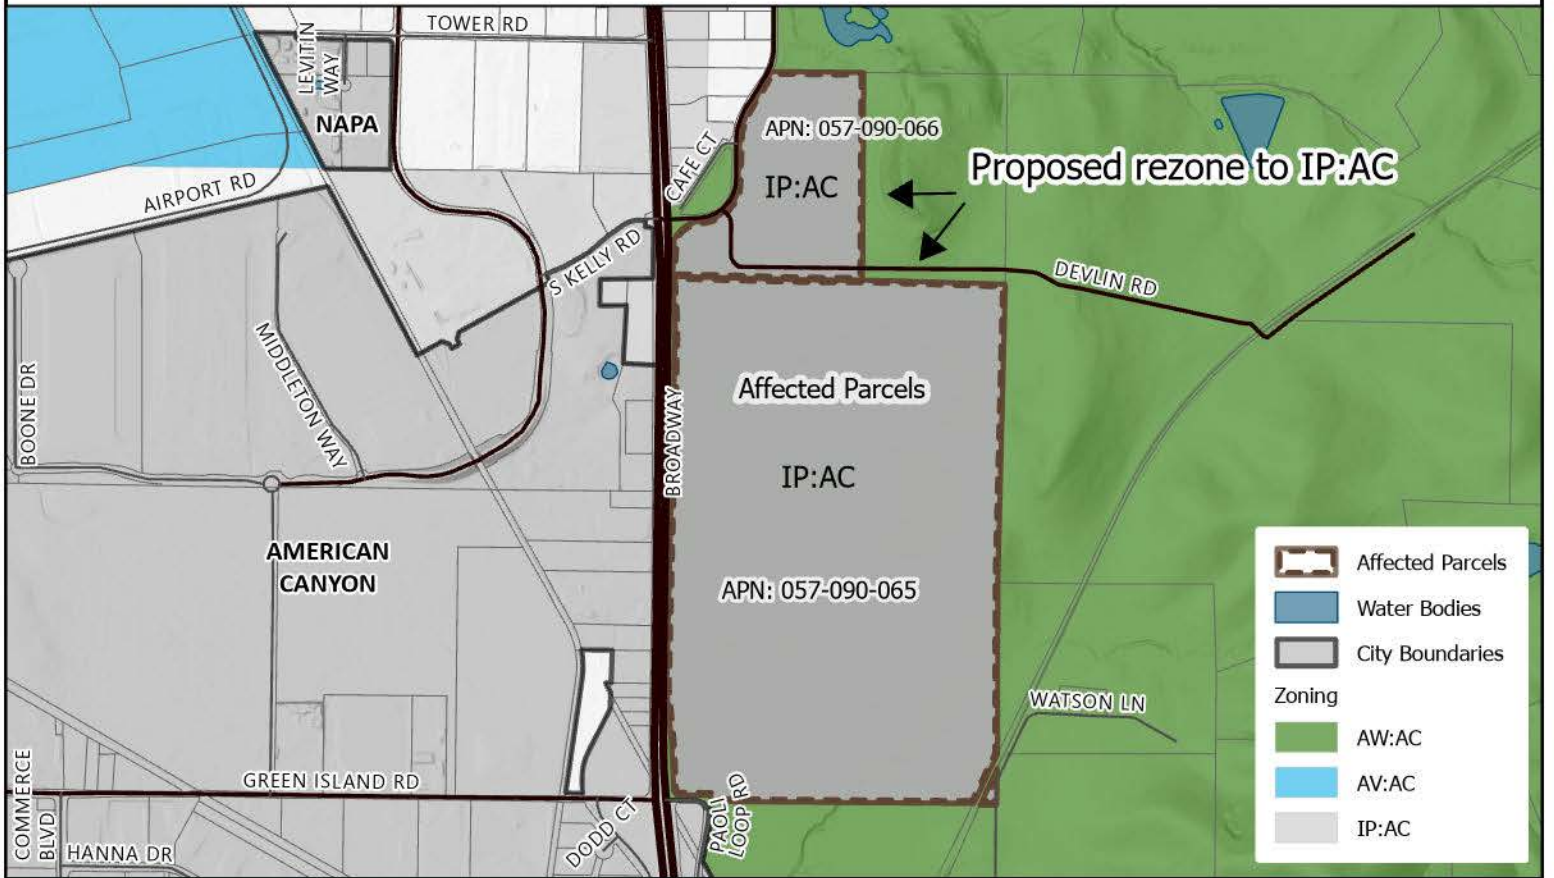 TOWER RD
LEVITIN
WAY
NAPA
AIRPORT RD
CAFE CT
APN: 057-090-066
IP:AC
Proposed rezone to IP:AC
S KELLY RD
DEVLIN RD
MIDDLETON WAY
BOONE DR
BROADWAY
Affected Parcels
IP:AC
APN: 057-090-065
AMERICAN
CANYON
WATSON LN
GREEN ISLAND RD
COMMERCE
BLVD
HANNA DR
DODD CT
PAOLI
LOOP RD
Affected Parcels
Water Bodies
City Boundaries
Zoning
AW:AC
AV:AC
IP:AC